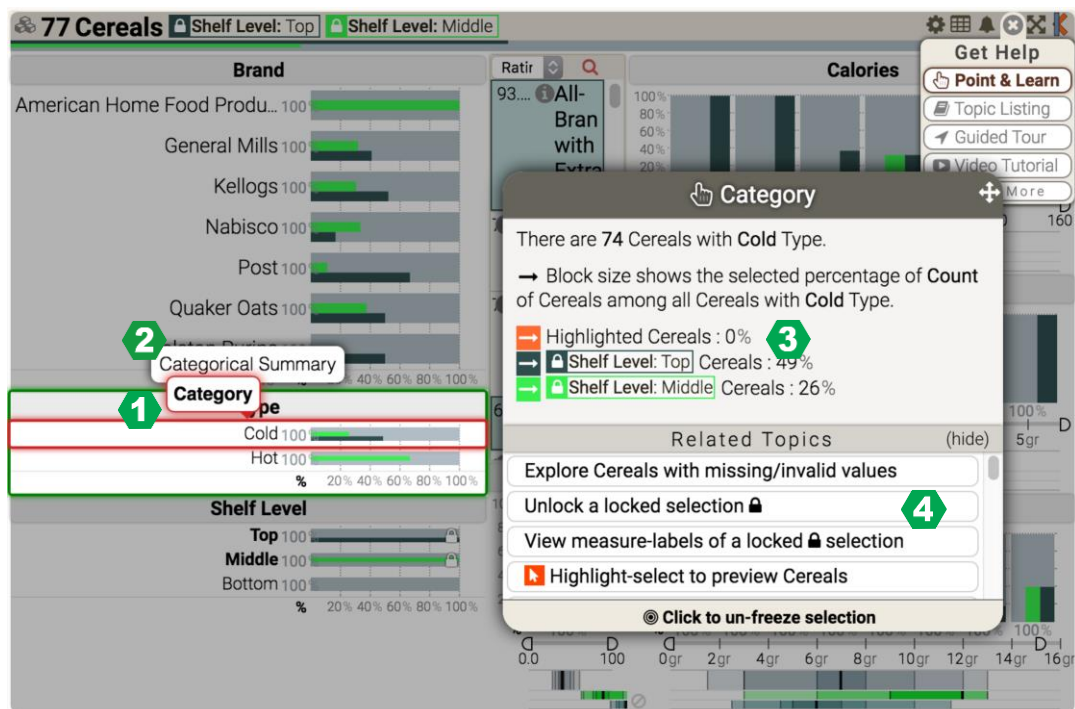 77 Cereals Shelf Level: Top Shelf Level: Middle
Get Help
Point & Learn
Topic Listing
Guided Tour
Video Tutorial
More
Brand
American Home Food Produ... 100%
General Mills 100%
Kellogs 100%
Nabisco 100%
Post 100%
Quaker Oats 100%
20% 40% 60% 80% 100%
2
Categorical Summary
1
Category
Cold 100%
Hot 100%
% 20% 40% 60% 80% 100%
Shelf Level
Top 100%
Middle 100%
Bottom 100%
% 20% 40% 60% 80% 100%
Ratir
93.... All-
Bran
with
Extra
Calories
100%
80%
60%
40%
20%
160
Category
There are 74 Cereals with Cold Type.
→ Block size shows the selected percentage of Count
of Cereals among all Cereals with Cold Type.
→ Highlighted Cereals : 0%
3
→ Shelf Level: Top Cereals : 49%
→ Shelf Level: Middle Cereals : 26%
Related Topics (hide)
Explore Cereals with missing/invalid values
Unlock a locked selection
4
View measure-labels of a locked selection
Highlight-select to preview Cereals
Click to un-freeze selection
100%
5gr
D
100%
D D
0.0 100
0gr 2gr 4gr 6gr 8gr 10gr 12gr 14gr 16gr